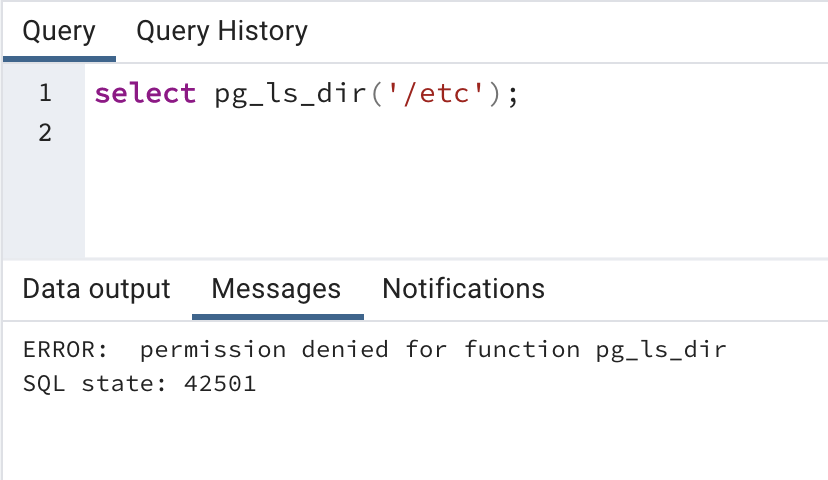 Query Query History
1 select pg_ls_dir('/etc');
2
Data output Messages Notifications
ERROR:  permission denied for function pg_ls_dir
SQL state: 42501